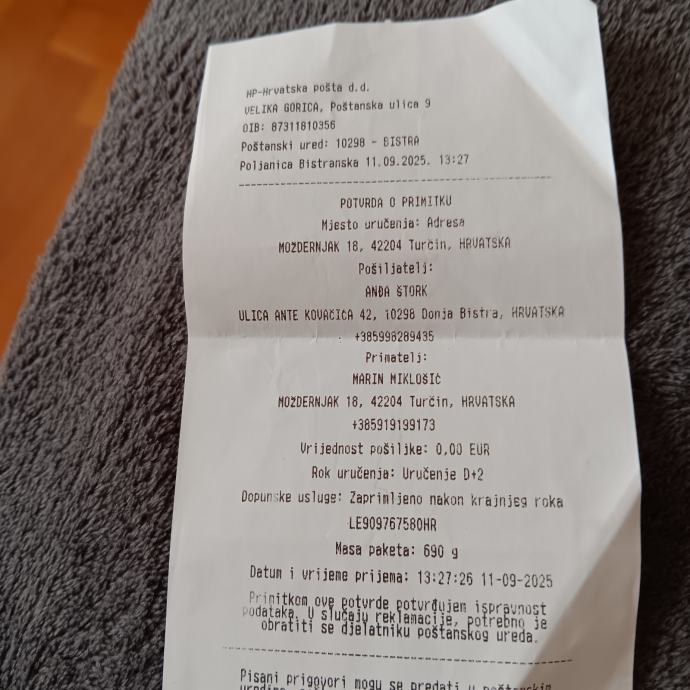 HP-Hrvatska pošta d.d.
VELIKA GORICA, Poštanska ulica 9
OIB: 87311810356
Poštanski ured: 10298 - BISTRA
Poljanica Bistranska 11.09.2025. 13:27
POTVRDA O PRIMITKU
Mjesto uručenja: Adresa
MOŽDERNJAK 18, 42204 Turčin, HRVATSKA
Pošiljatelj:
ANĐA ŠTORK
ULICA ANTE KOVAČIĆA 42, 10298 Donja Bistra, HRVATSKA
+385998289435
Primatelj:
MARIN MIKLOŠIĆ
MOŽDERNJAK 18, 42204 Turčin, HRVATSKA
+385919199173
Vrijednost pošiljke: 0,00 EUR
Rok uručenja: Uručenje D+2
Dopunske usluge: Zaprimljeno nakon krajnjeg roka
LE909767580HR
Masa paketa: 690 g
Datum i vrijeme prijema: 13:27:26 11-09-2025
Primitkom ove potvrde potvrđujem ispravnost
podataka. U slučaju reklamacije, potrebno je
obratiti se djelatniku poštanskog ureda.
Pisani prigovori mogu se predati u poštanskim